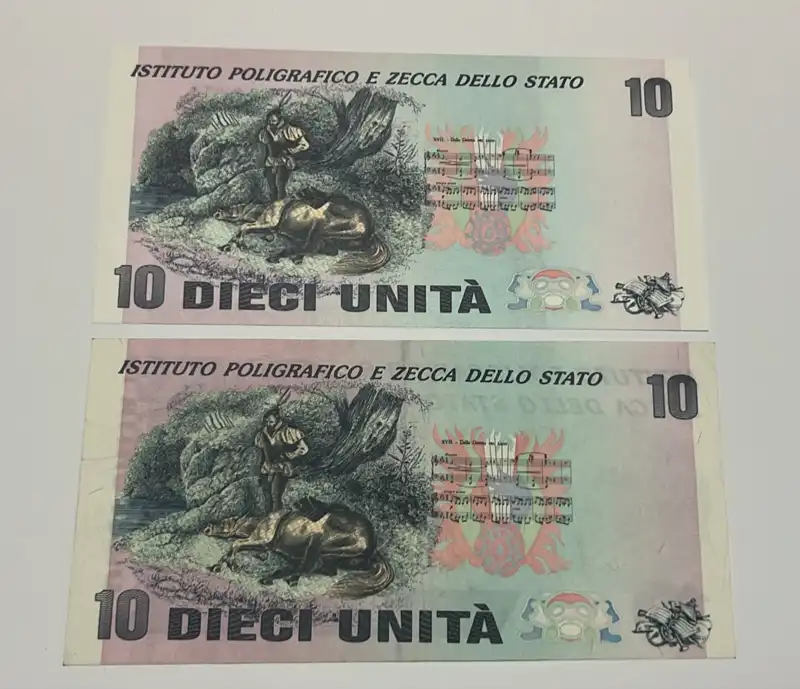 ISTITUTO POLIGRAFICO E ZECCA DELLO STATO
10
10 DIECI UNITÀ
ISTITUTO POLIGRAFICO E ZECCA DELLO STATO
10
10 DIECI UNITÀ